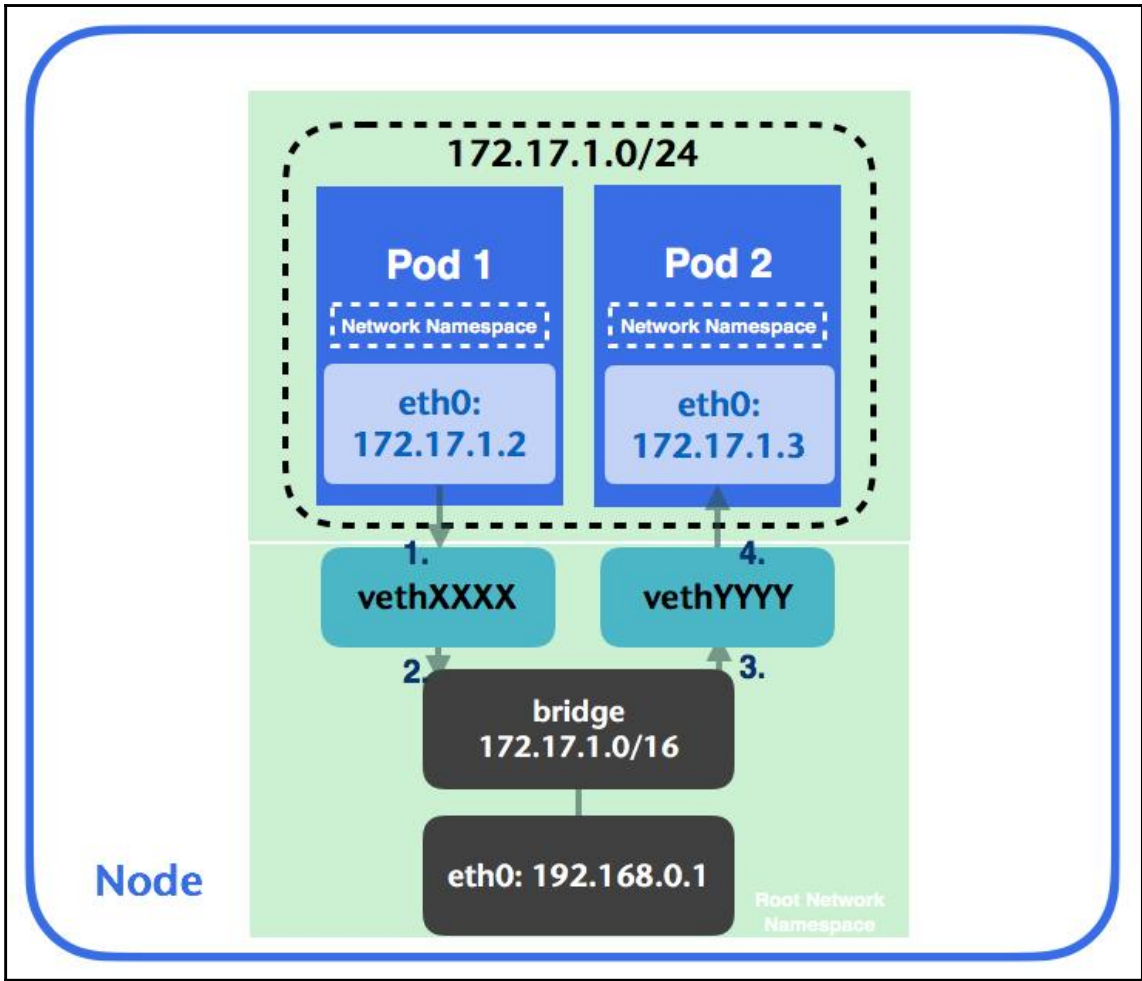 172.17.1.0/24
Pod 1
Network Namespace
eth0:
172.17.1.2
Pod 2
Network Namespace
eth0:
172.17.1.3
1.
vethXXXX
4.
vethYYYY
2.
3.
bridge
172.17.1.0/16
eth0: 192.168.0.1
Node
Root Network
Namespace